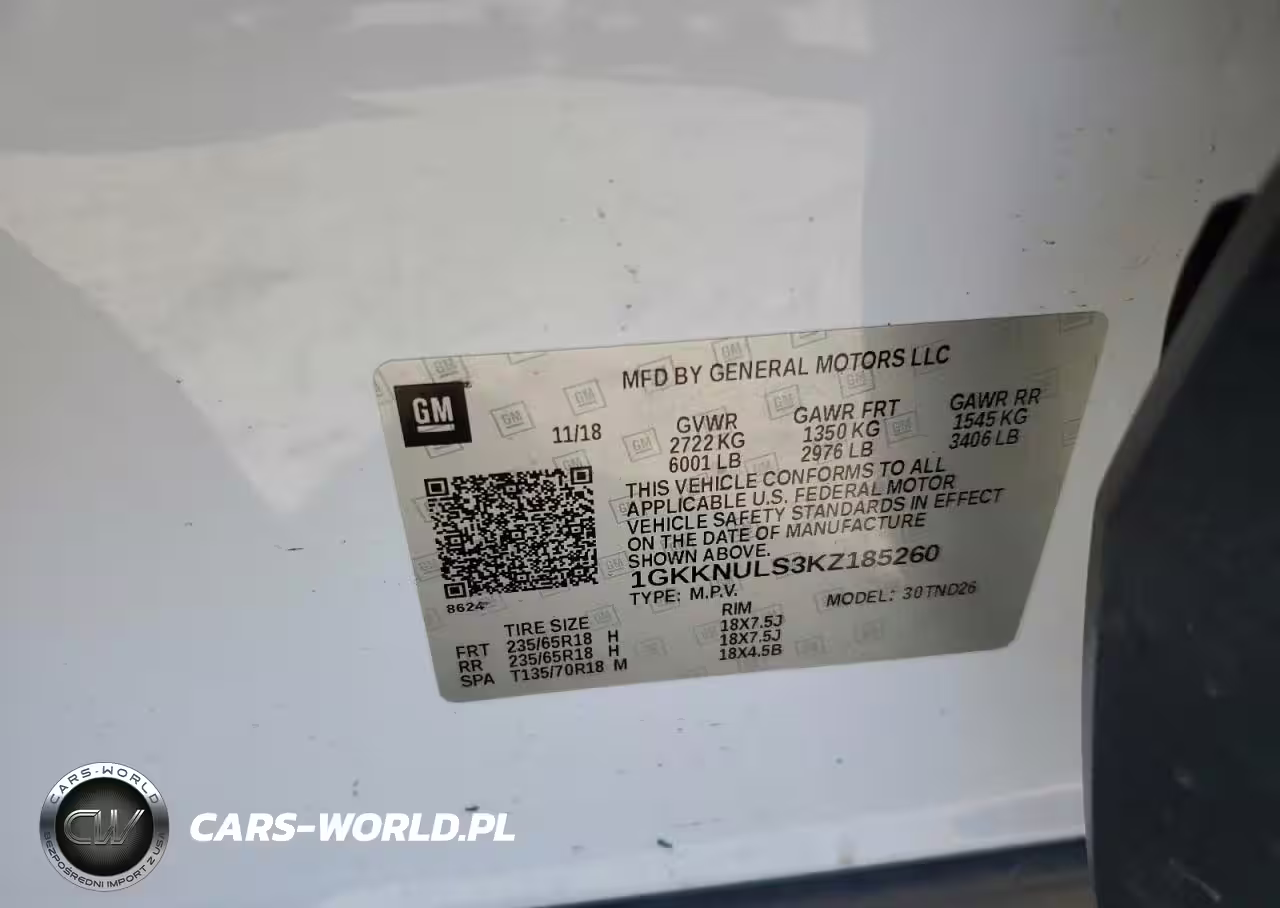 MFD BY GENERAL MOTORS LLC
GM
11/18
GVWR GAWR FRT GAWR RR
2722 KG 1350 KG 1545 KG
6001 LB 2976 LB 3406 LB
THIS VEHICLE CONFORMS TO ALL
APPLICABLE U.S. FEDERAL MOTOR
VEHICLE SAFETY STANDARDS IN EFFECT
ON THE DATE OF MANUFACTURE
SHOWN ABOVE.
1GKKNULS3KZ185260
TYPE: M.P.V. MODEL: 30TND26
8624
TIRE SIZE RIM
FRT 235/65R18 H 18X7.5J
RR 235/65R18 H 18X7.5J
SPA T135/70R18 M 18X4.5B
CARS-WORLD
CW
BEZPOŚREDNI IMPORT Z USA
CARS-WORLD.PL